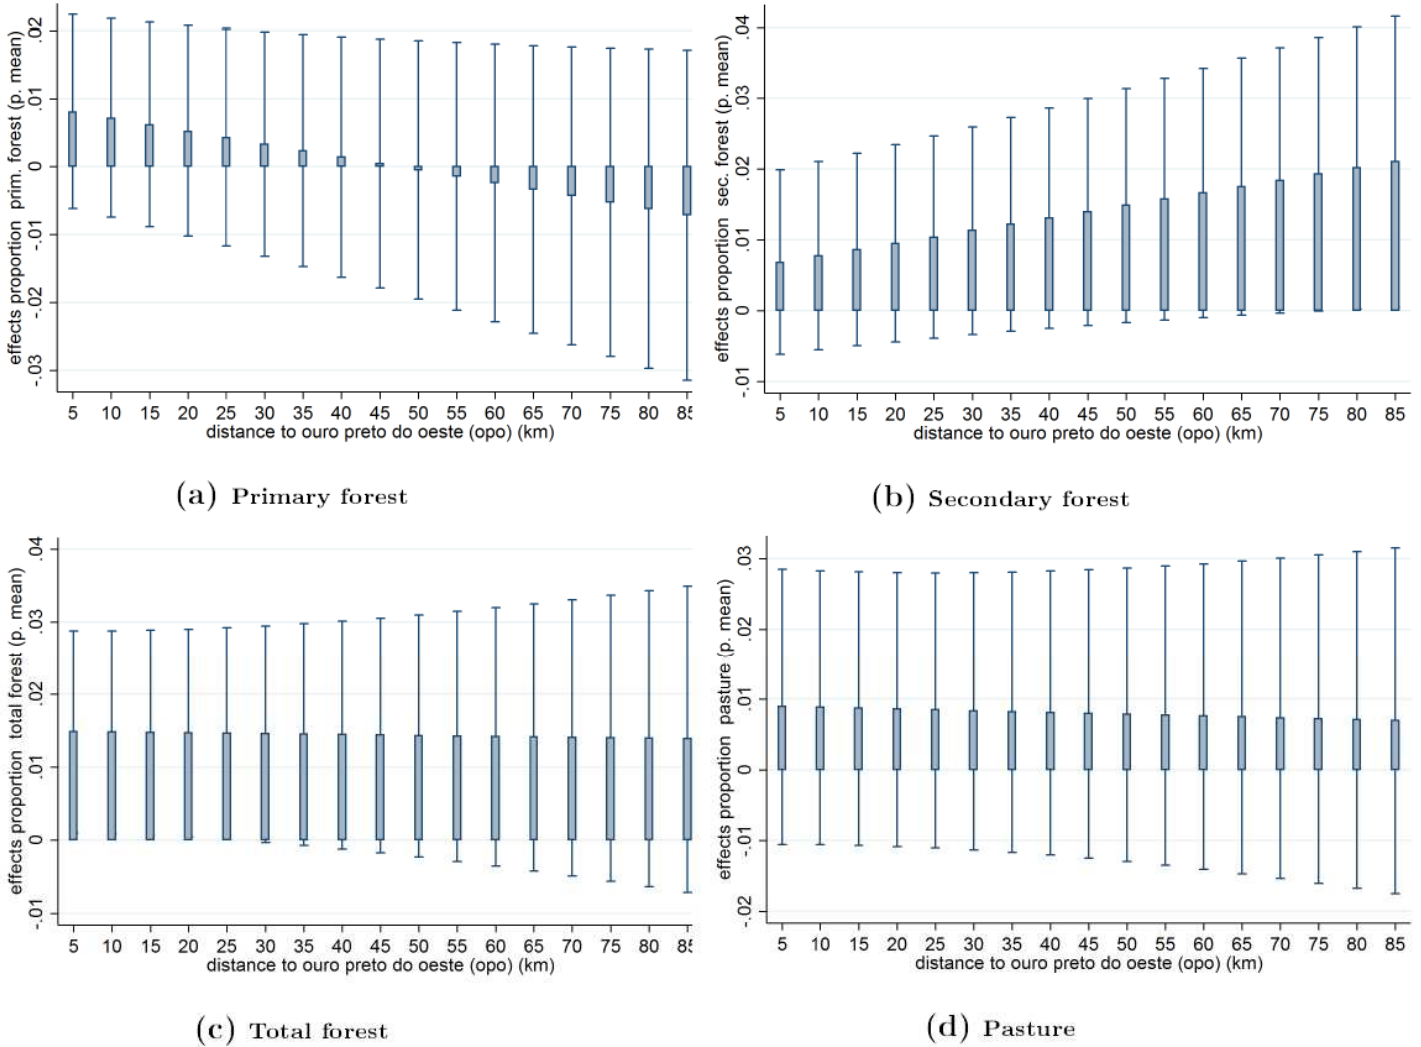 effects proportion prim. forest (p. mean)
.02
.01
0
-.01
-.02
-.03
5 10 15 20 25 30 35 40 45 50 55 60 65 70 75 80 85
distance to ouro preto do oeste (opo) (km)
(a) Primary forest
effects proportion sec. forest (p. mean)
.04
.03
.02
.01
0
-.01
5 10 15 20 25 30 35 40 45 50 55 60 65 70 75 80 85
distance to ouro preto do oeste (opo) (km)
(b) Secondary forest
effects proportion total forest (p. mean)
.04
.03
.02
.01
0
-.01
5 10 15 20 25 30 35 40 45 50 55 60 65 70 75 80 85
distance to ouro preto do oeste (opo) (km)
(c) Total forest
effects proportion pasture (p. mean)
.03
.02
.01
0
-.01
-.02
5 10 15 20 25 30 35 40 45 50 55 60 65 70 75 80 85
distance to ouro preto do oeste (opo) (km)
(d) Pasture